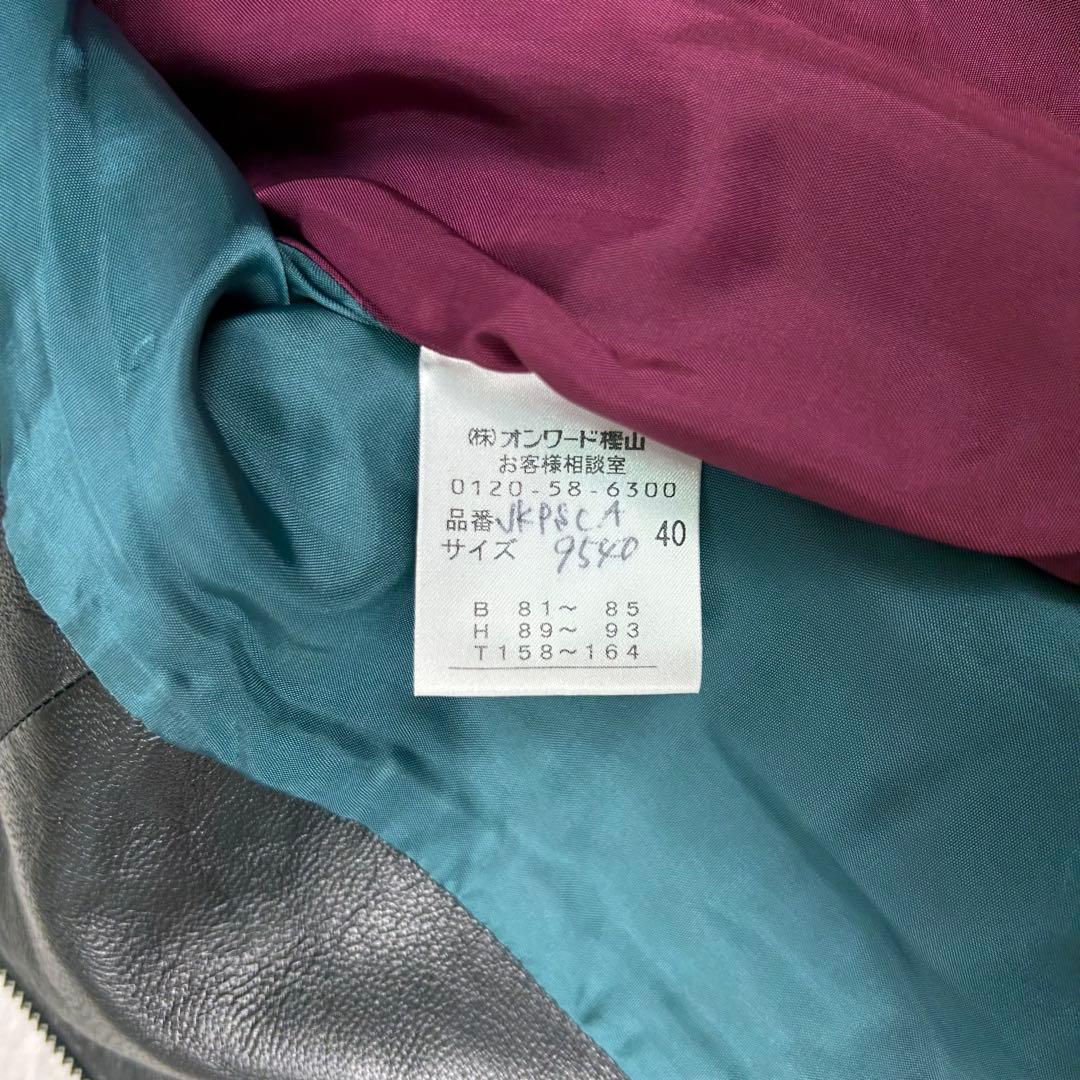 (株)オンワード樫山
お客様相談室
0120-58-6300
品番 JKPSCA
サイズ 9540 40
B 81～ 85
H 89～ 93
T158～164